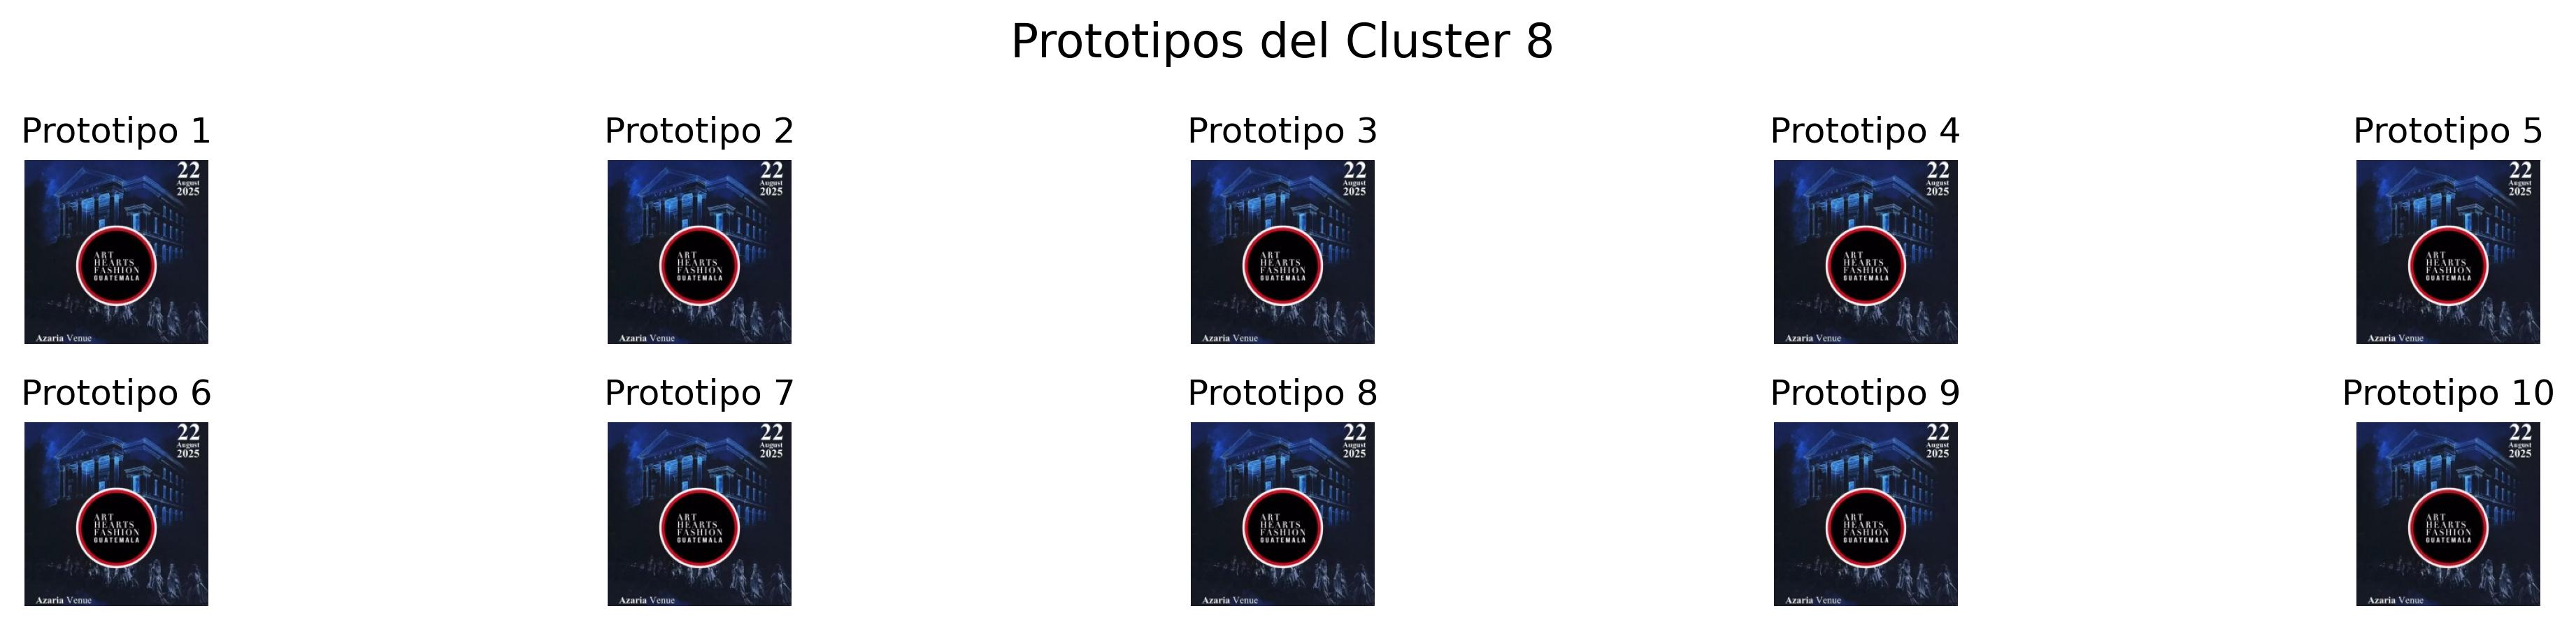 Prototipos del Cluster 8
Prototipo 1
Prototipo 2
Prototipo 3
Prototipo 4
Prototipo 5
22
August
2025
ART
HEARTS
FASHION
GUATEMALA
Azaria Venue
22
August
2025
ART
HEARTS
FASHION
GUATEMALA
Azaria Venue
22
August
2025
ART
HEARTS
FASHION
GUATEMALA
Azaria Venue
22
August
2025
ART
HEARTS
FASHION
GUATEMALA
Azaria Venue
22
August
2025
ART
HEARTS
FASHION
GUATEMALA
Azaria Venue
Prototipo 6
Prototipo 7
Prototipo 8
Prototipo 9
Prototipo 10
22
August
2025
ART
HEARTS
FASHION
GUATEMALA
Azaria Venue
22
August
2025
ART
HEARTS
FASHION
GUATEMALA
Azaria Venue
22
August
2025
ART
HEARTS
FASHION
GUATEMALA
Azaria Venue
22
August
2025
ART
HEARTS
FASHION
GUATEMALA
Azaria Venue
22
August
2025
ART
HEARTS
FASHION
GUATEMALA
Azaria Venue